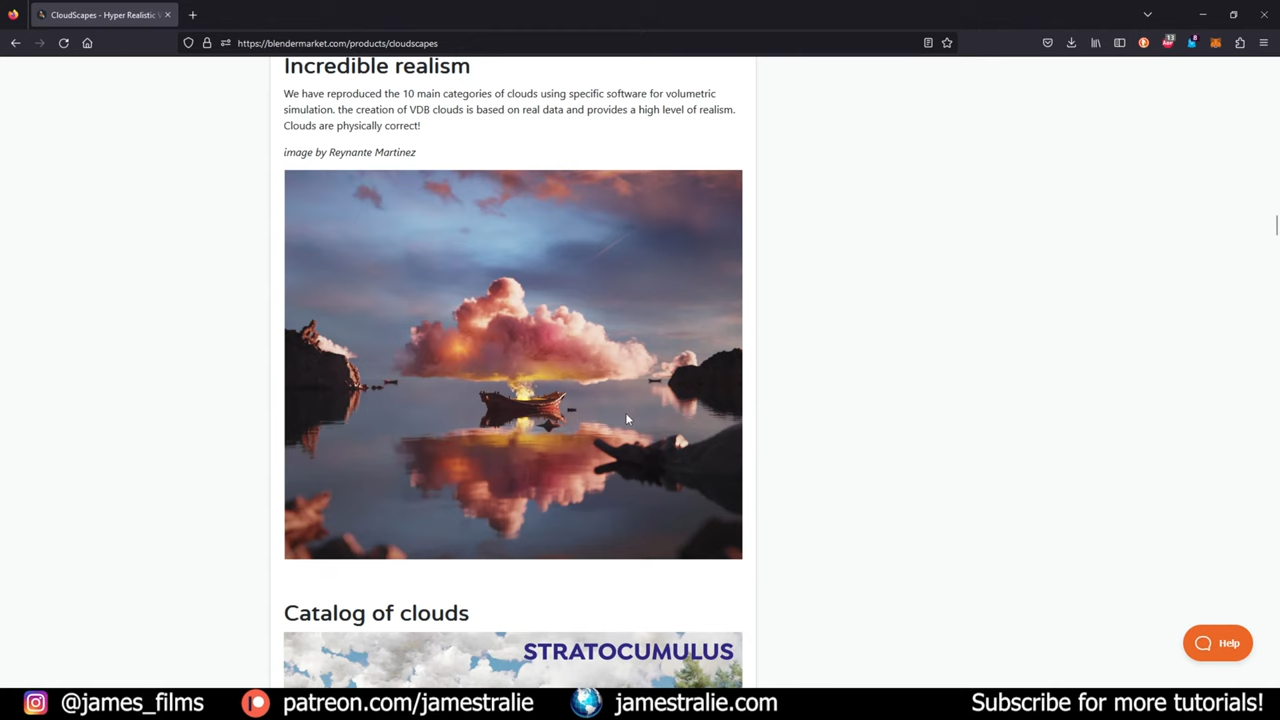 CloudScapes - Hyper Realistic V
https://blendermarket.com/products/cloudscapes
13
8
Incredible realism
We have reproduced the 10 main categories of clouds using specific software for volumetric
simulation. the creation of VDB clouds is based on real data and provides a high level of realism.
Clouds are physically correct!
image by Reynante Martinez
Catalog of clouds
STRATOCUMULUS
Help
@james_films
patreon.com/jamestralie
jamestralie.com
Subscribe for more tutorials!